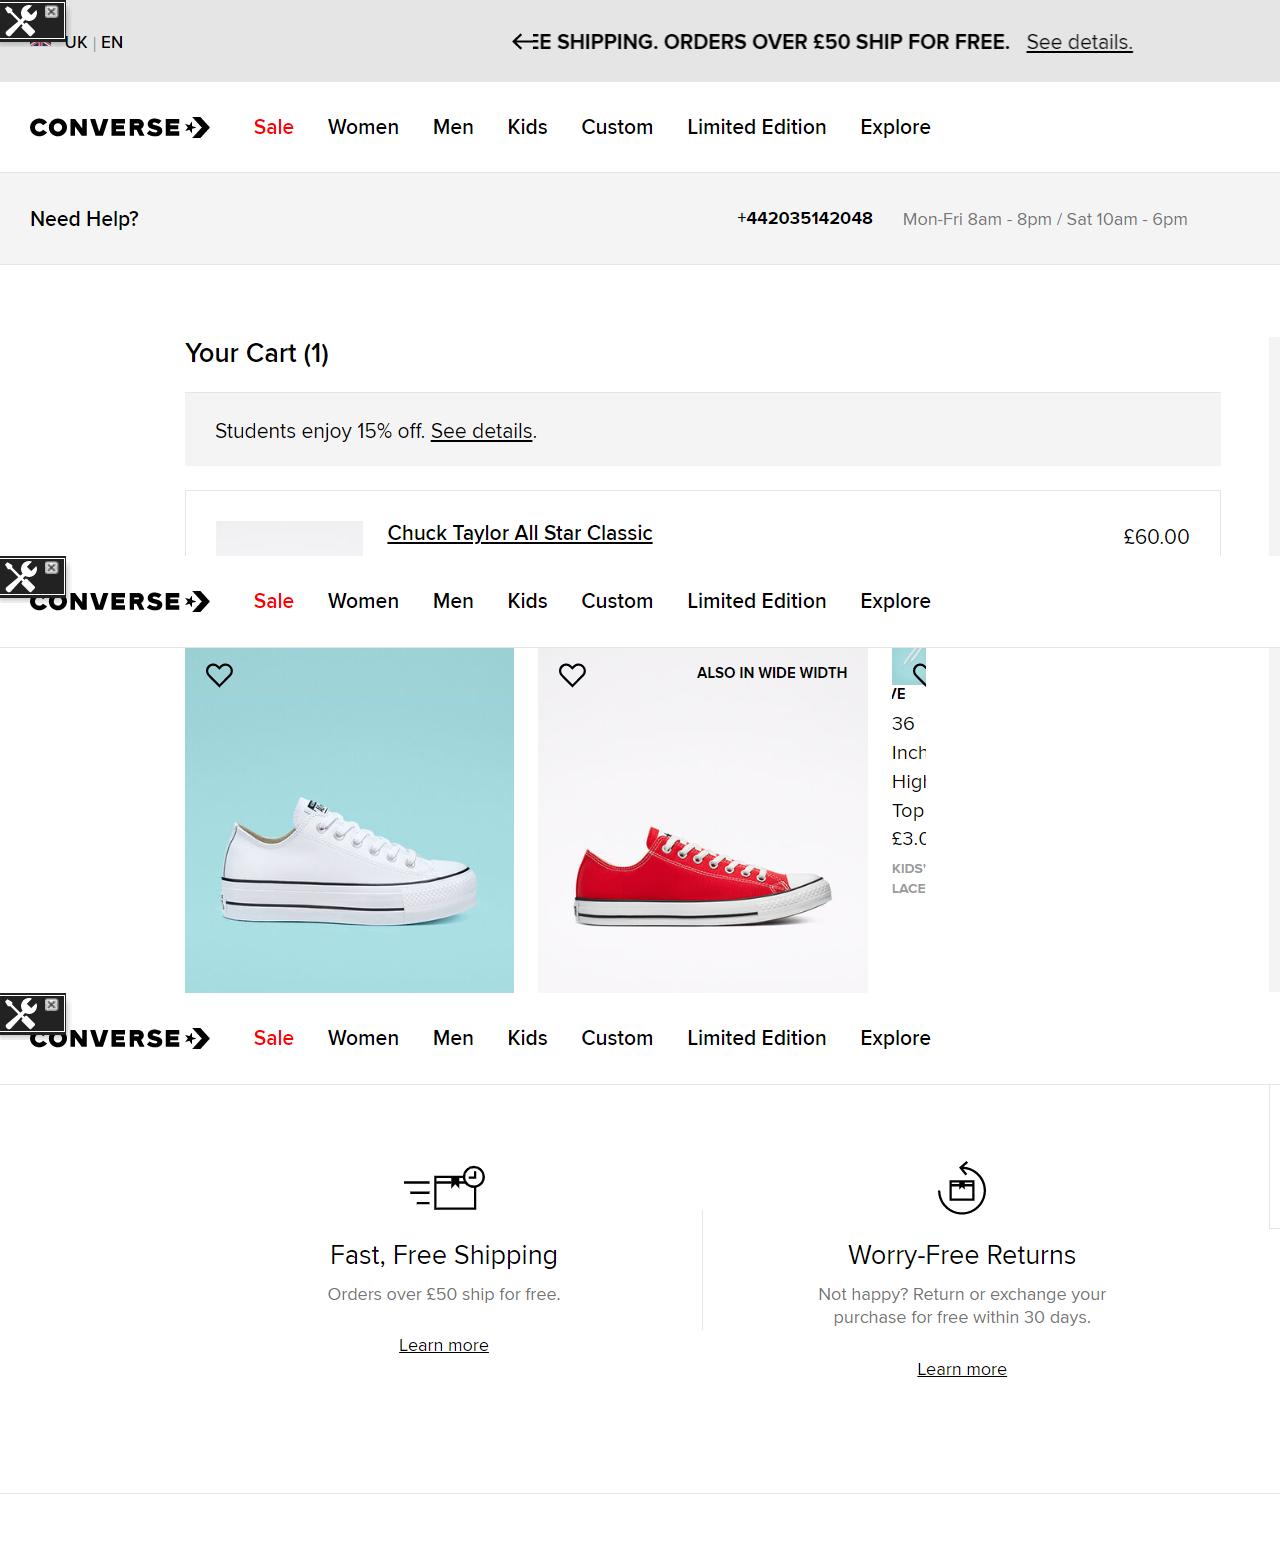 UK | EN
E SHIPPING. ORDERS OVER £50 SHIP FOR FREE. See details.
CONVERSE Sale Women Men Kids Custom Limited Edition Explore
Need Help? +442035142048 Mon-Fri 8am - 8pm / Sat 10am - 6pm
Your Cart (1)
Students enjoy 15% off. See details.
Chuck Taylor All Star Classic £60.00
CONVERSE Sale Women Men Kids Custom Limited Edition Explore
ALSO IN WIDE WIDTH
VE
36
Inch
High
Top
£3.0
KIDS'
LACE
CONVERSE Sale Women Men Kids Custom Limited Edition Explore
Fast, Free Shipping
Orders over £50 ship for free.
Learn more
Worry-Free Returns
Not happy? Return or exchange your
purchase for free within 30 days.
Learn more